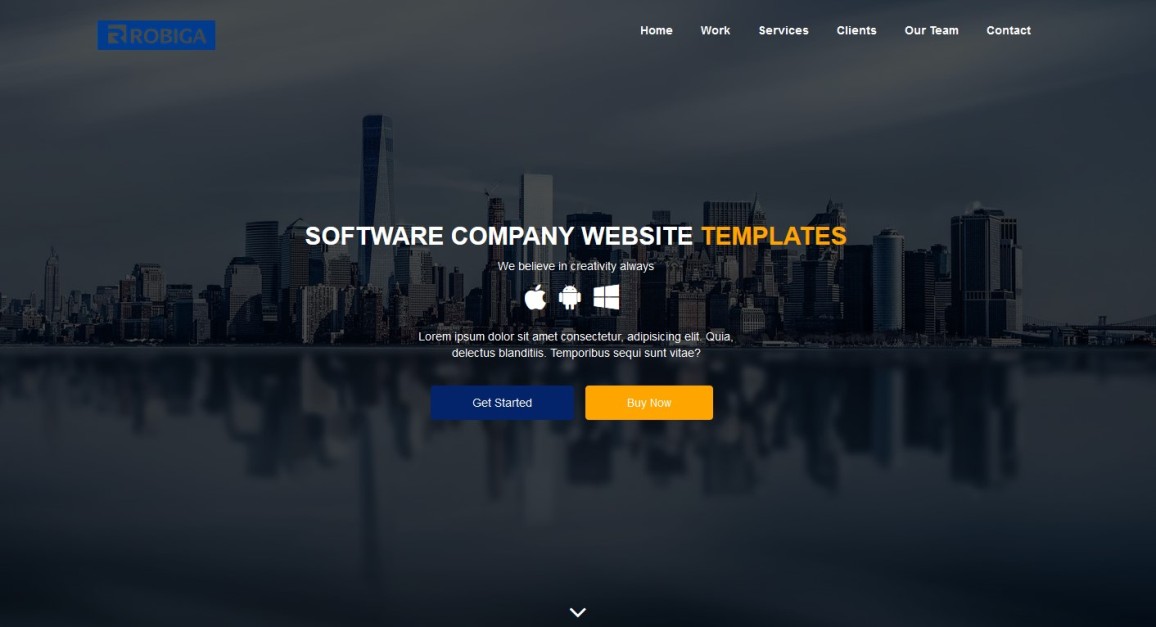 ROBIGA
Home Work Services Clients Our Team Contact
SOFTWARE COMPANY WEBSITE TEMPLATES
We believe in creativity always
Lorem ipsum dolor sit amet consectetur, adipisicing elit. Quia,
delectus blanditiis. Temporibus sequi sunt vitae?
Get Started Buy Now